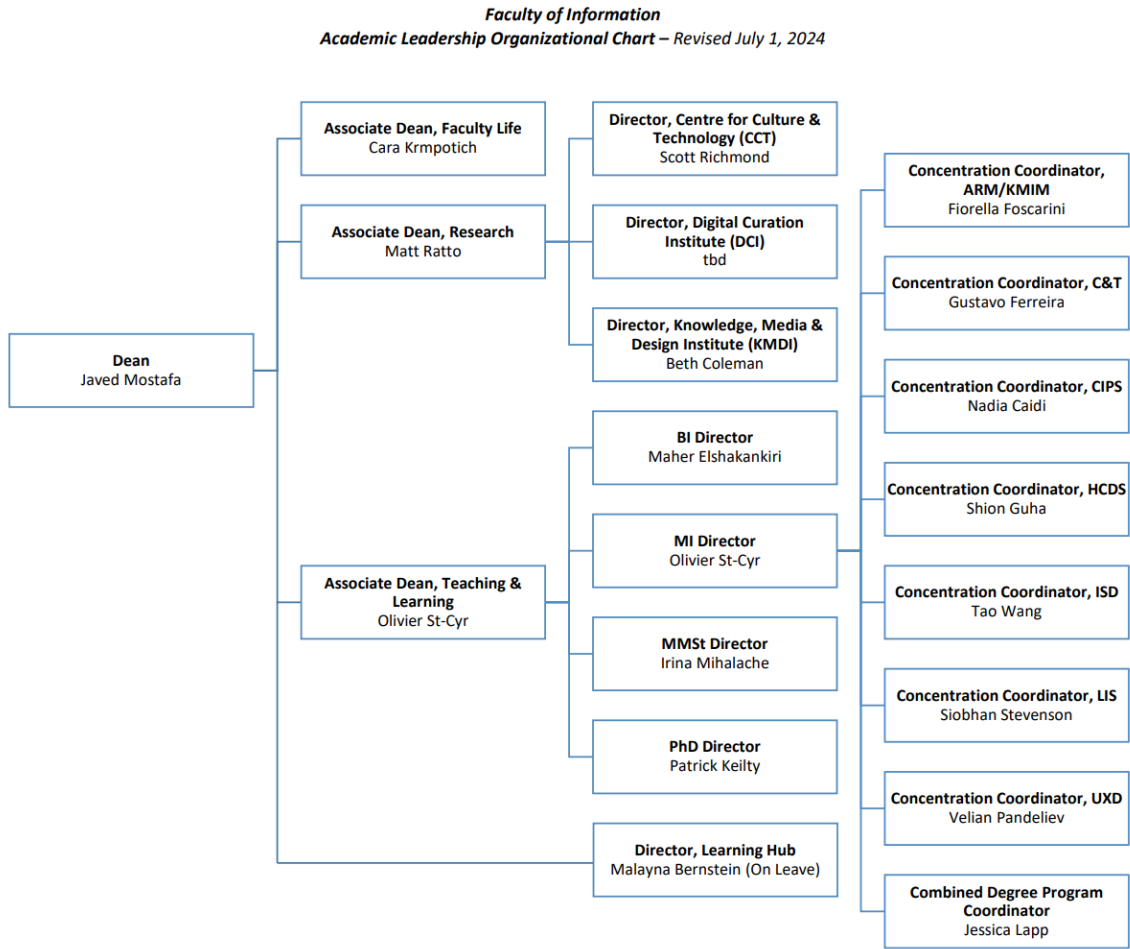 Faculty of Information
Academic Leadership Organizational Chart – Revised July 1, 2024
Dean
Javed Mostafa
Associate Dean, Faculty Life
Cara Krmpotich
Associate Dean, Research
Matt Ratto
Associate Dean, Teaching &
Learning
Olivier St-Cyr
Director, Centre for Culture &
Technology (CCT)
Scott Richmond
Director, Digital Curation
Institute (DCI)
tbd
Director, Knowledge, Media &
Design Institute (KMDI)
Beth Coleman
BI Director
Maher Elshakankiri
MI Director
Olivier St-Cyr
MMSt Director
Irina Mihalache
PhD Director
Patrick Keilty
Director, Learning Hub
Malayna Bernstein (On Leave)
Concentration Coordinator,
ARM/KMIM
Fiorella Foscarini
Concentration Coordinator, C&T
Gustavo Ferreira
Concentration Coordinator, CIPS
Nadia Caidi
Concentration Coordinator, HCDS
Shion Guha
Concentration Coordinator, ISD
Tao Wang
Concentration Coordinator, LIS
Siobhan Stevenson
Concentration Coordinator, UXD
Velian Pandeliev
Combined Degree Program
Coordinator
Jessica Lapp